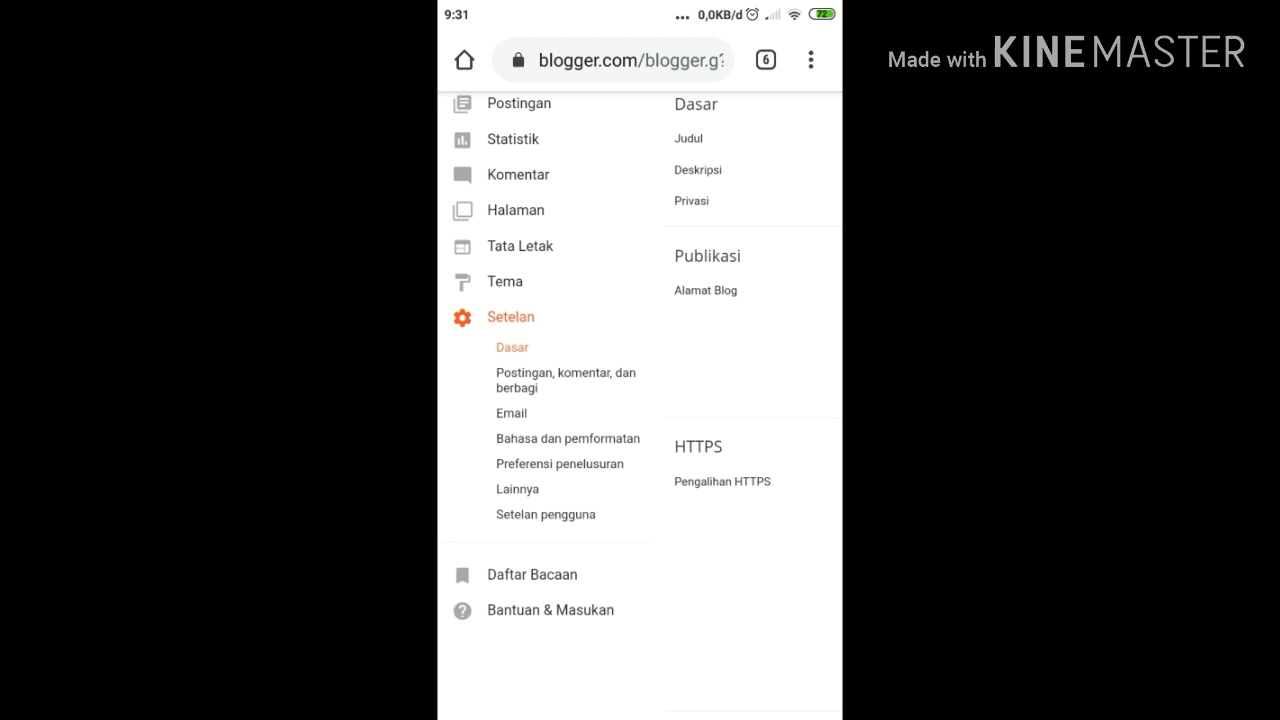 9:31
... 0,0KB/d
72
blogger.com/blogger.g?
6
Made with KINEMASTER
Postingan
Statistik
Komentar
Halaman
Tata Letak
Tema
Setelan
Dasar
Postingan, komentar, dan
berbagi
Email
Bahasa dan pemformatan
Preferensi penelusuran
Lainnya
Setelan pengguna
Daftar Bacaan
Bantuan & Masukan
Dasar
Judul
Deskripsi
Privasi
Publikasi
Alamat Blog
HTTPS
Pengalihan HTTPS